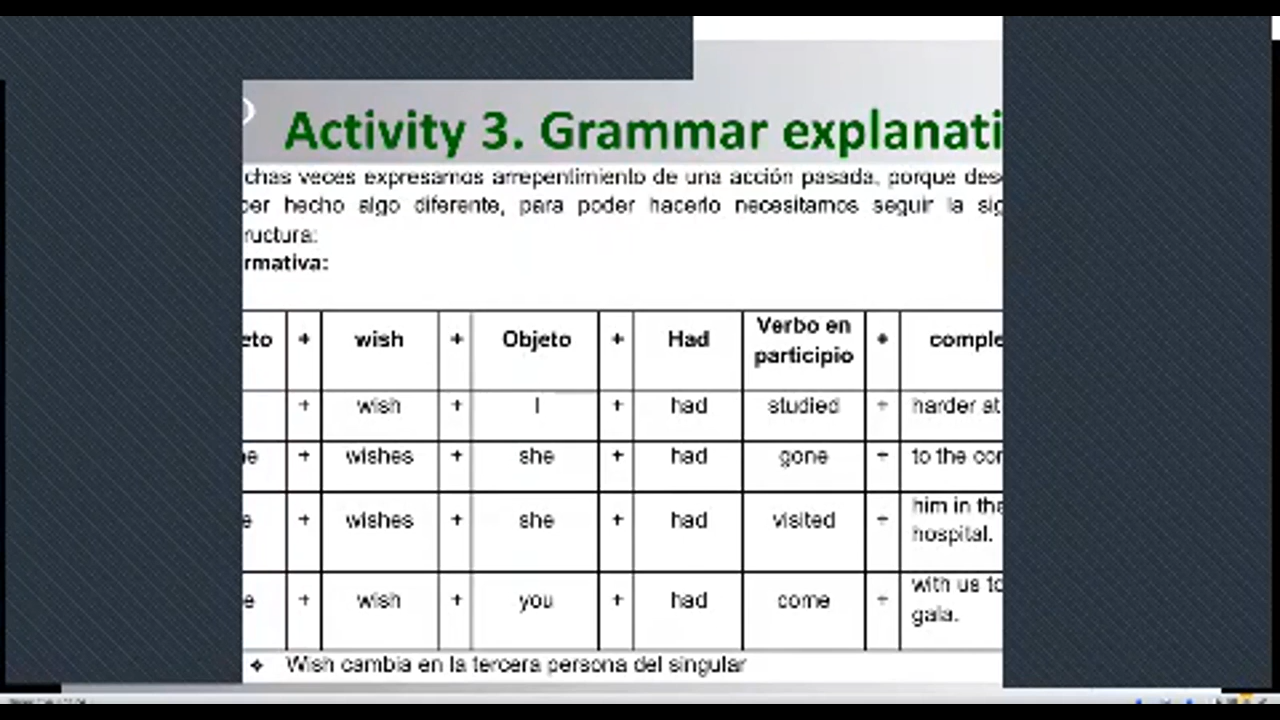 Activity 3. Grammar explanati
chas veces expresamos arrepentimiento de una acción pasada, porque des
ber hecho algo diferente, para poder hacerlo necesitamos seguir la sig
ructura:
rmativa:
eto + wish + Objeto + Had Verbo en participio + comple
+ wish + I + had studied + harder at
he + wishes + she + had gone + to the con
e + wishes + she + had visited + him in the hospital.
e + wish + you + had come + with us to gala.
❖ Wish cambia en la tercera persona del singular